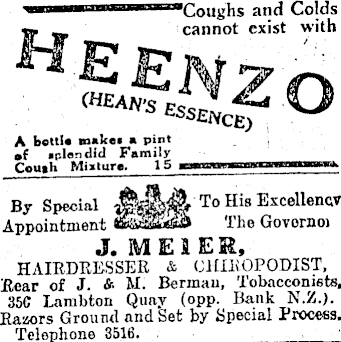 Coughs and Colds
cannot exist with
HEENZO
(HEAN'S ESSENCE)
A bottle makes a pint
of splendid Family
Cough Mixture. 15
By Special
Appointment
To His Excellency
The Governor
J. MEIER,
HAIRDRESSER & CHIROPODIST,
Rear of J. & M. Berman, Tobacconists,
35C Lambton Quay (opp. Bank N.Z.).
Razors Ground and Set by Special Process.
Telephone 3516.